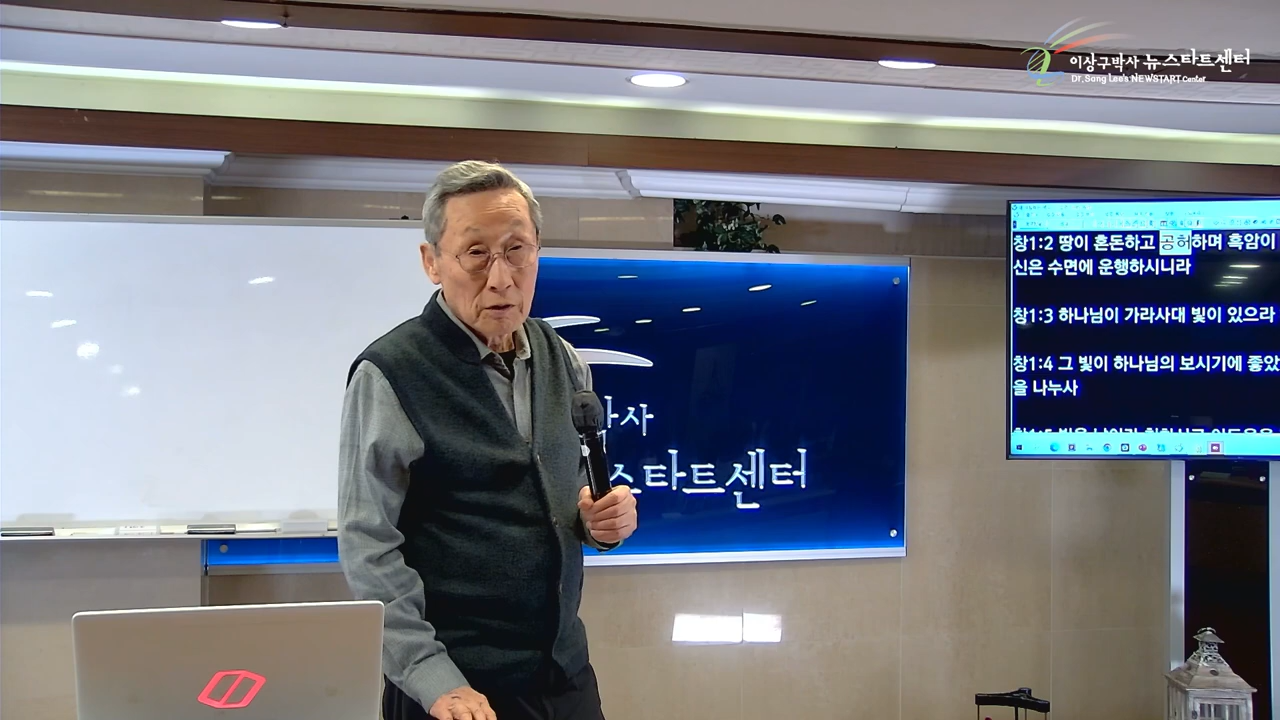 이상구박사 뉴스타트센터
Dr. Sang Lee's NEWSTART Center
창1:2 땅이 혼돈하고 공허하며 흑암이
신은 수면에 운행하시니라
창1:3 하나님이 가라사대 빛이 있으라
창1:4 그 빛이 하나님의 보시기에 좋았
을 나누사
박사
스타트센터